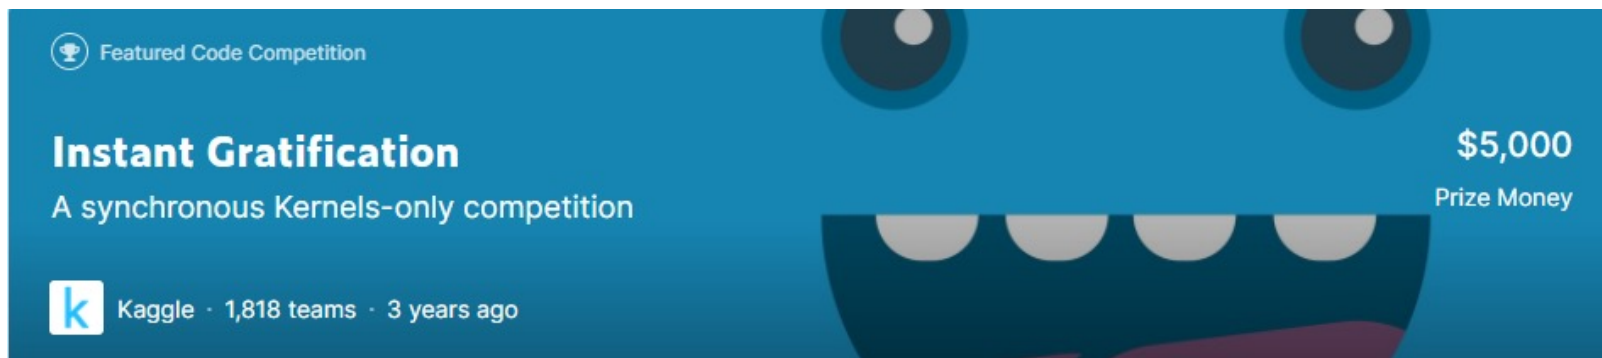 Featured Code Competition
Instant Gratification
A synchronous Kernels-only competition
$5,000
Prize Money
k
Kaggle · 1,818 teams · 3 years ago